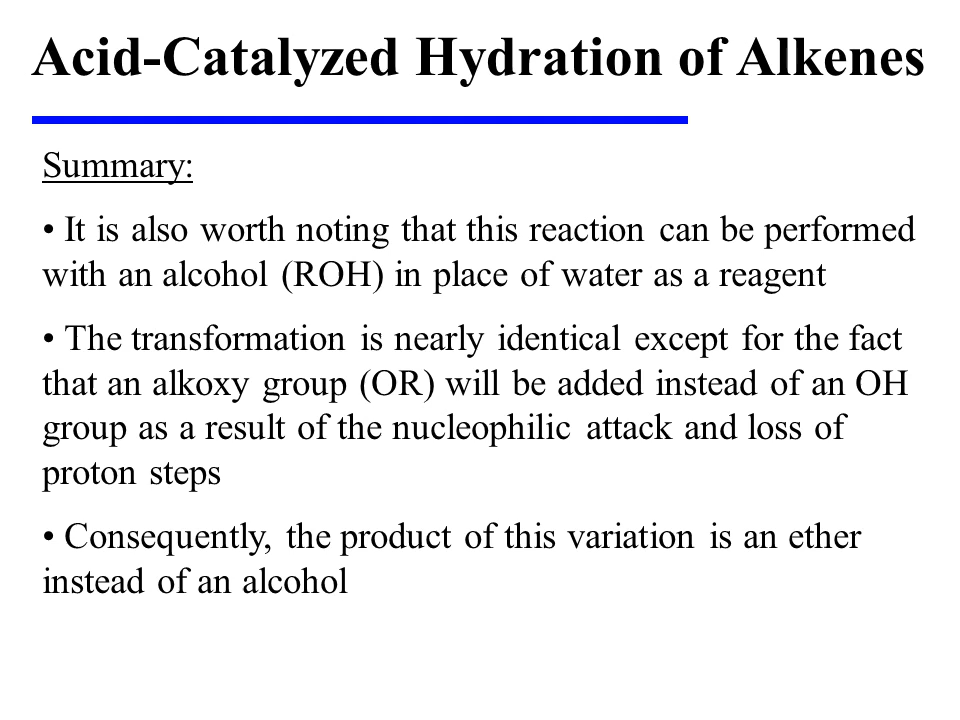 Acid-Catalyzed Hydration of Alkenes
Summary:
• It is also worth noting that this reaction can be performed
with an alcohol (ROH) in place of water as a reagent
• The transformation is nearly identical except for the fact
that an alkoxy group (OR) will be added instead of an OH
group as a result of the nucleophilic attack and loss of
proton steps
• Consequently, the product of this variation is an ether
instead of an alcohol